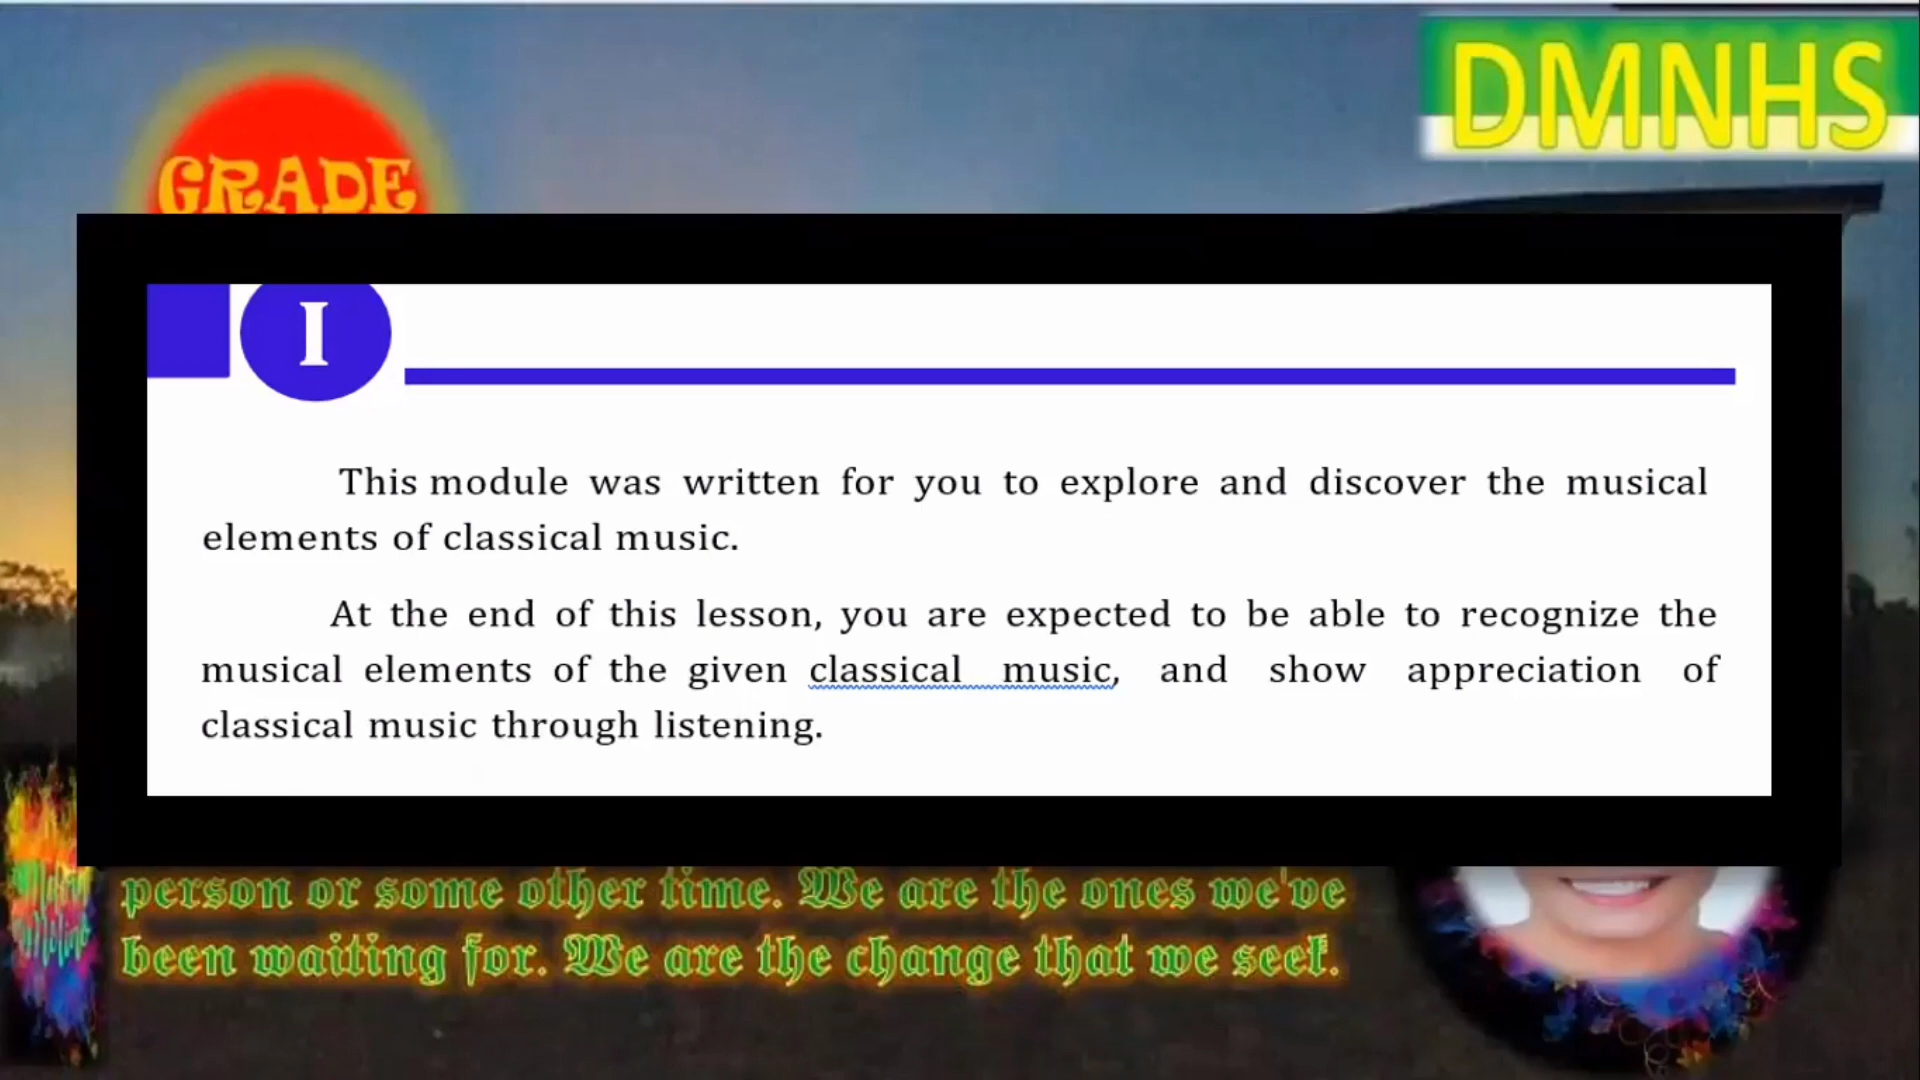 DMNHS
GRADE
I
This module was written for you to explore and discover the musical
elements of classical music.
At the end of this lesson, you are expected to be able to recognize the
musical elements of the given classical music, and show appreciation of
classical music through listening.
person or some other time. We are the ones we've
been waiting for. We are the change that we seek.